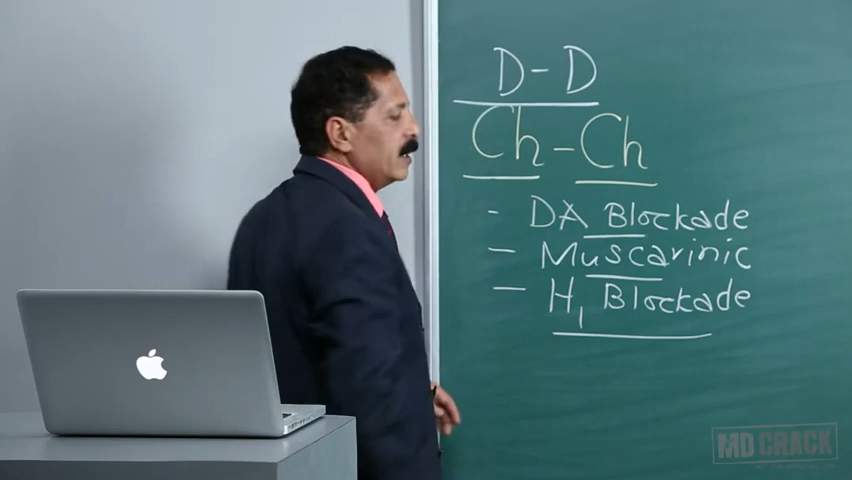 D-D
Ch-Ch
- DA Blockade
- Muscarinic
- H₁ Blockade
MD CRACK